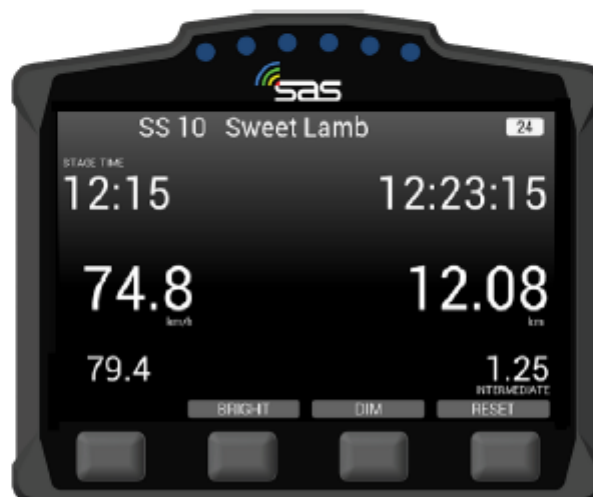 sas
SS 10 Sweet Lamb 24
STAGE TIME
12:15 12:23:15
74.8 12.08
km/h km
79.4 1.25
INTERMEDIATE
BRIGHT DIM RESET